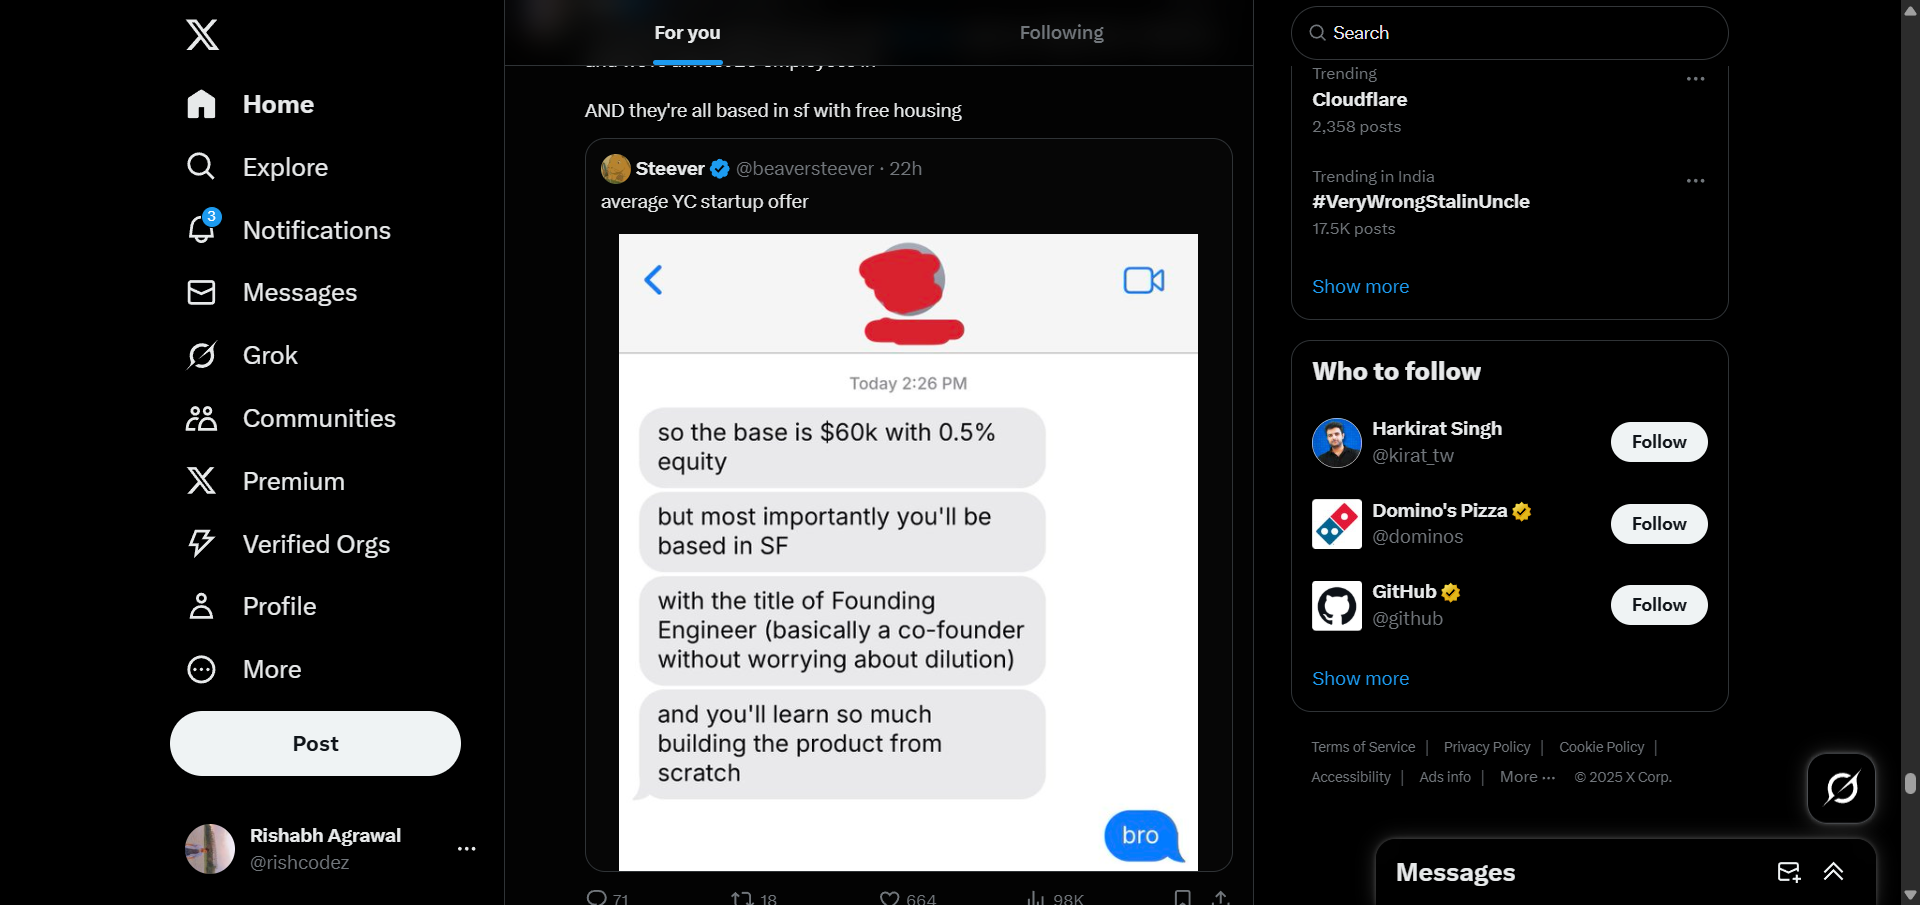 Home
Explore
3
Notifications
Messages
Grok
Communities
Premium
Verified Orgs
Profile
More
Post
Rishabh Agrawal
@rishcodez
For you
Following
AND they're all based in sf with free housing
Steever @beaversteever · 22h
average YC startup offer
Today 2:26 PM
so the base is $60k with 0.5%
equity
but most importantly you'll be
based in SF
with the title of Founding
Engineer (basically a co-founder
without worrying about dilution)
and you'll learn so much
building the product from
scratch
bro
71
18
664
98K
Search
Trending
Cloudflare
2,358 posts
Trending in India
#VeryWrongStalinUncle
17.5K posts
Show more
Who to follow
Harkirat Singh
@kirat_tw
Follow
Domino's Pizza
@dominos
Follow
GitHub
@github
Follow
Show more
Terms of Service | Privacy Policy | Cookie Policy |
Accessibility | Ads info | More ··· © 2025 X Corp.
Messages